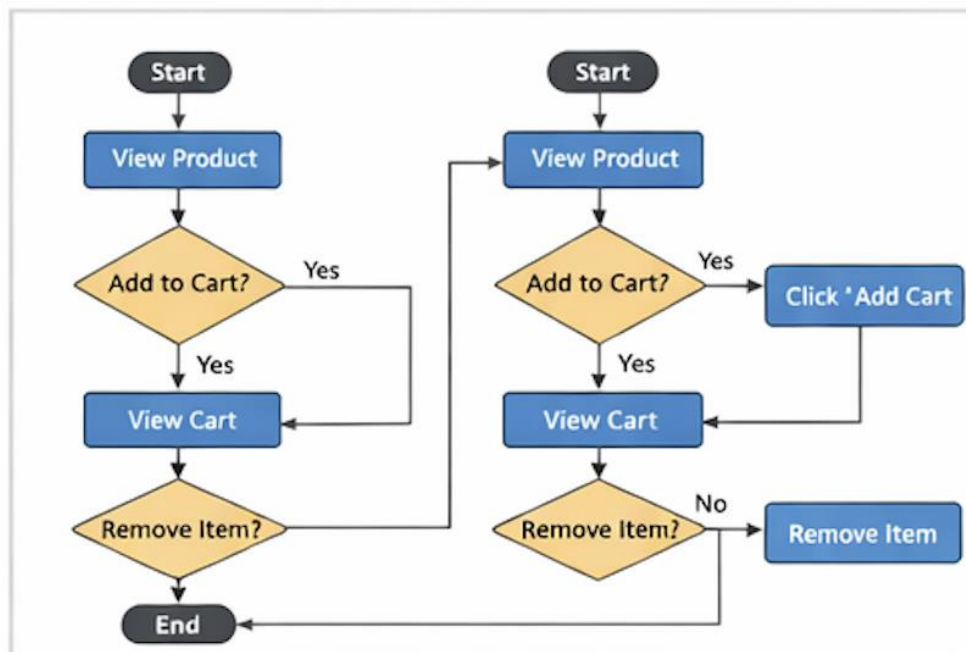 Start
View Product
Add to Cart?
Yes
Yes
View Cart
Remove Item?
End
Start
View Product
Add to Cart?
Yes
Click "Add Cart
Yes
View Cart
Remove Item?
No
Remove Item